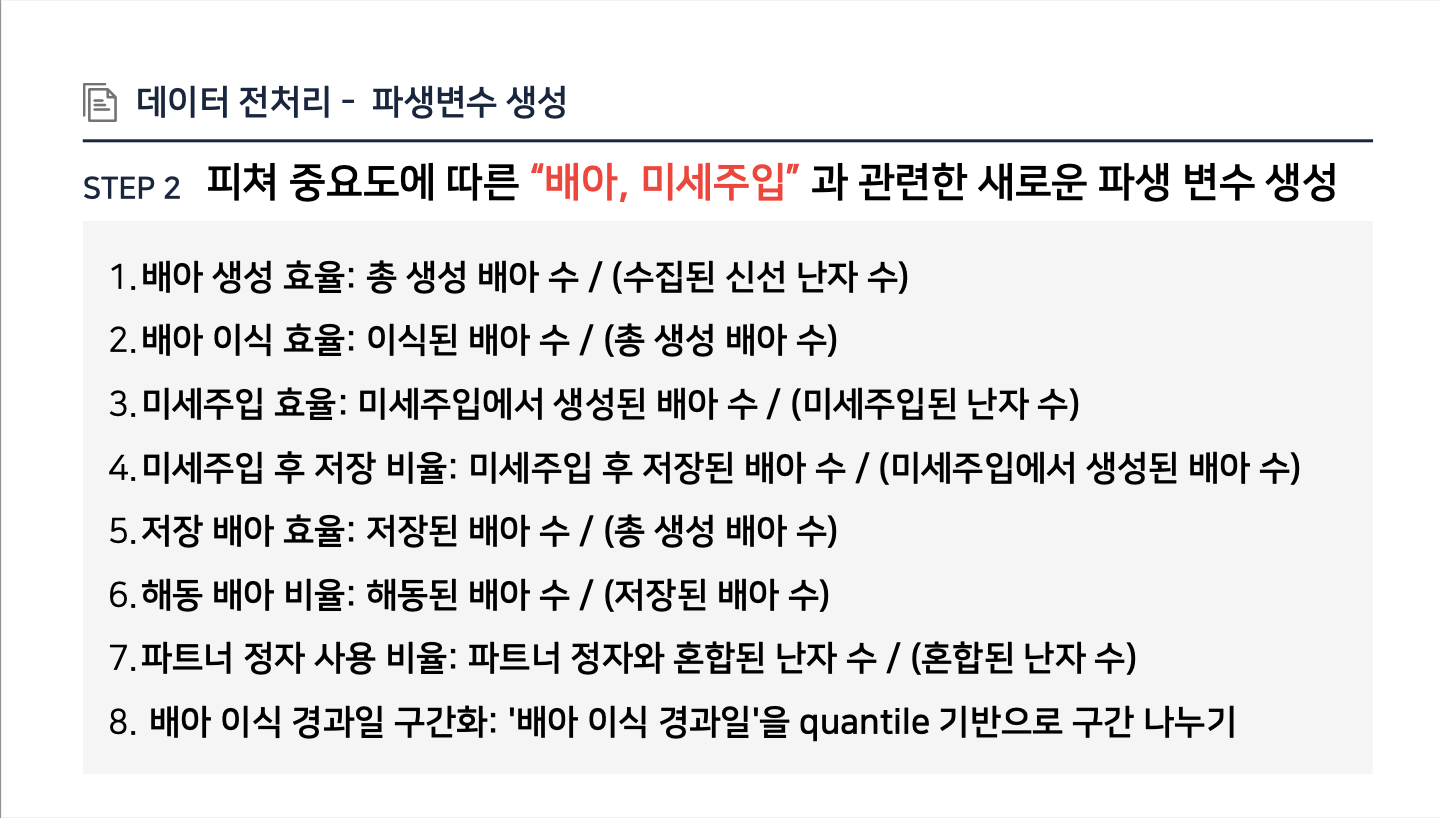 데이터 전처리 - 파생변수 생성
STEP 2 피쳐 중요도에 따른 “배아, 미세주입” 과 관련한 새로운 파생 변수 생성
1. 배아 생성 효율: 총 생성 배아 수 / (수집된 신선 난자 수)
2. 배아 이식 효율: 이식된 배아 수 / (총 생성 배아 수)
3. 미세주입 효율: 미세주입에서 생성된 배아 수 / (미세주입된 난자 수)
4. 미세주입 후 저장 비율: 미세주입 후 저장된 배아 수 / (미세주입에서 생성된 배아 수)
5. 저장 배아 효율: 저장된 배아 수 / (총 생성 배아 수)
6. 해동 배아 비율: 해동된 배아 수 / (저장된 배아 수)
7. 파트너 정자 사용 비율: 파트너 정자와 혼합된 난자 수 / (혼합된 난자 수)
8. 배아 이식 경과일 구간화: '배아 이식 경과일'을 quantile 기반으로 구간 나누기